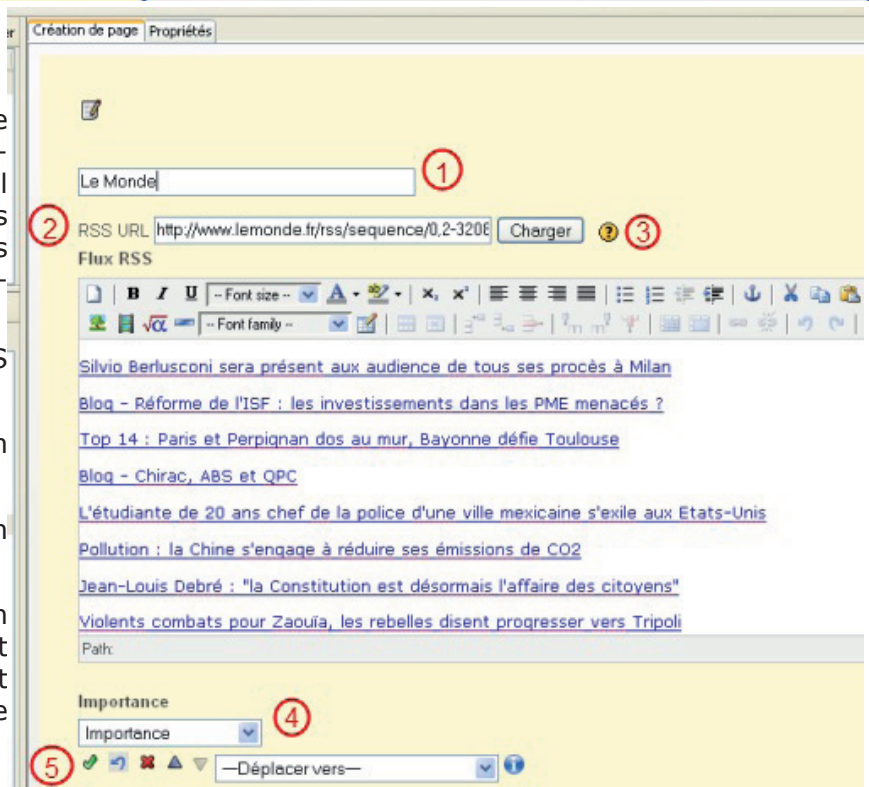 Création de page Propriétés
Le Monde
1
2 RSS URL http://www.lemonde.fr/rss/sequence/0,2-3208 Charger ? 3
Flux RSS
B I U -- Font size -- A
-- Font family --
Silvio Berlusconi sera présent aux audience de tous ses procès à Milan
Blog - Réforme de l'ISF : les investissements dans les PME menacés ?
Top 14 : Paris et Perpignan dos au mur, Bayonne défie Toulouse
Blog - Chirac, ABS et QPC
L'étudiante de 20 ans chef de la police d'une ville mexicaine s'exile aux Etats-Unis
Pollution : la Chine s'engage à réduire ses émissions de CO2
Jean-Louis Debré : "la Constitution est désormais l'affaire des citoyens"
Violents combats pour Zaouïa, les rebelles disent progresser vers Tripoli
Path:
Importance
Importance
4
5 —Déplacer vers—